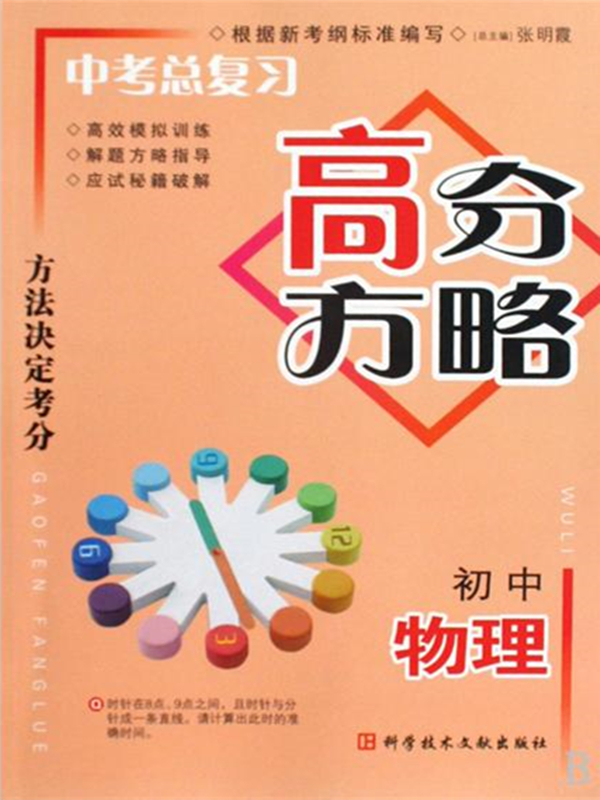 ◇根据新考纲标准编写◇ [总主编] 张明霞
中考总复习
◇高效模拟训练
◇解题方略指导
◇应试秘籍破解
高分
方略
方法决定考分
GAOFEN FANGLUE
9
12
6
3
WULI
初中
物理
Q 时针在8点、9点之间，且时针与分
针成一条直线。请计算出此时的准
确时间。
科学技术文献出版社
B